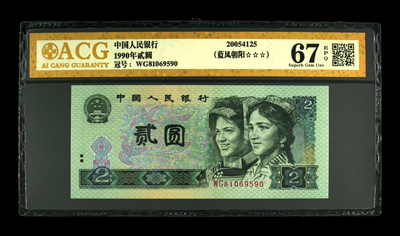 ACG
AI CANG GUARANTY
中国人民银行
1990年贰圆
冠号：WG81069590
20054125
（蓝凤朝阳☆☆☆）
67 EPQ
Superb Gem Unc
中国人民银行
2
贰圆
WG81069590
2
2